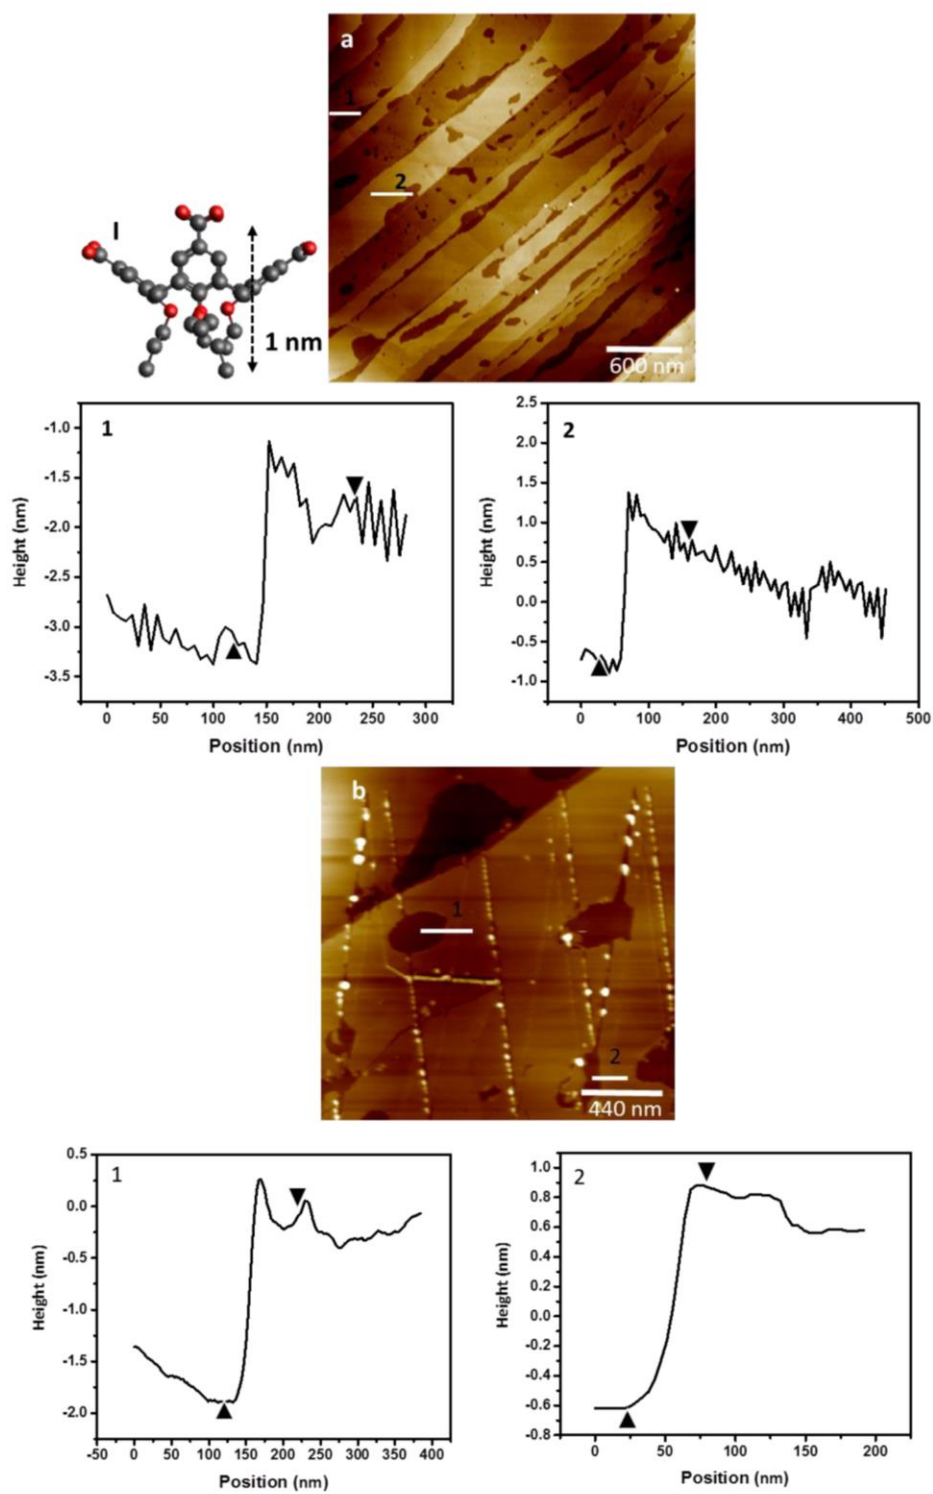 a
1
2
600 nm
I
1 nm
1
-1.0
-1.5
-2.0
-2.5
-3.0
-3.5
Height (nm)
0 50 100 150 200 250 300
Position (nm)
2
2.5
2.0
1.5
1.0
0.5
0.0
-0.5
-1.0
Height (nm)
0 100 200 300 400 500
Position (nm)
b
1
2
440 nm
1
0.5
0.0
-0.5
-1.0
-1.5
-2.0
Height (nm)
-50 0 50 100 150 200 250 300 350 400
Position (nm)
2
1.0
0.8
0.6
0.4
0.2
0.0
-0.2
-0.4
-0.6
-0.8
Height (nm)
0 50 100 150 200
Position (nm)